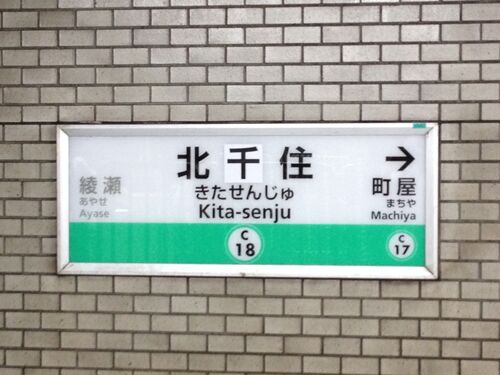 北千住
きたせんじゅ
Kita-senju
C
18
綾瀬
あやせ
Ayase
→
町屋
まちや
Machiya
C
17